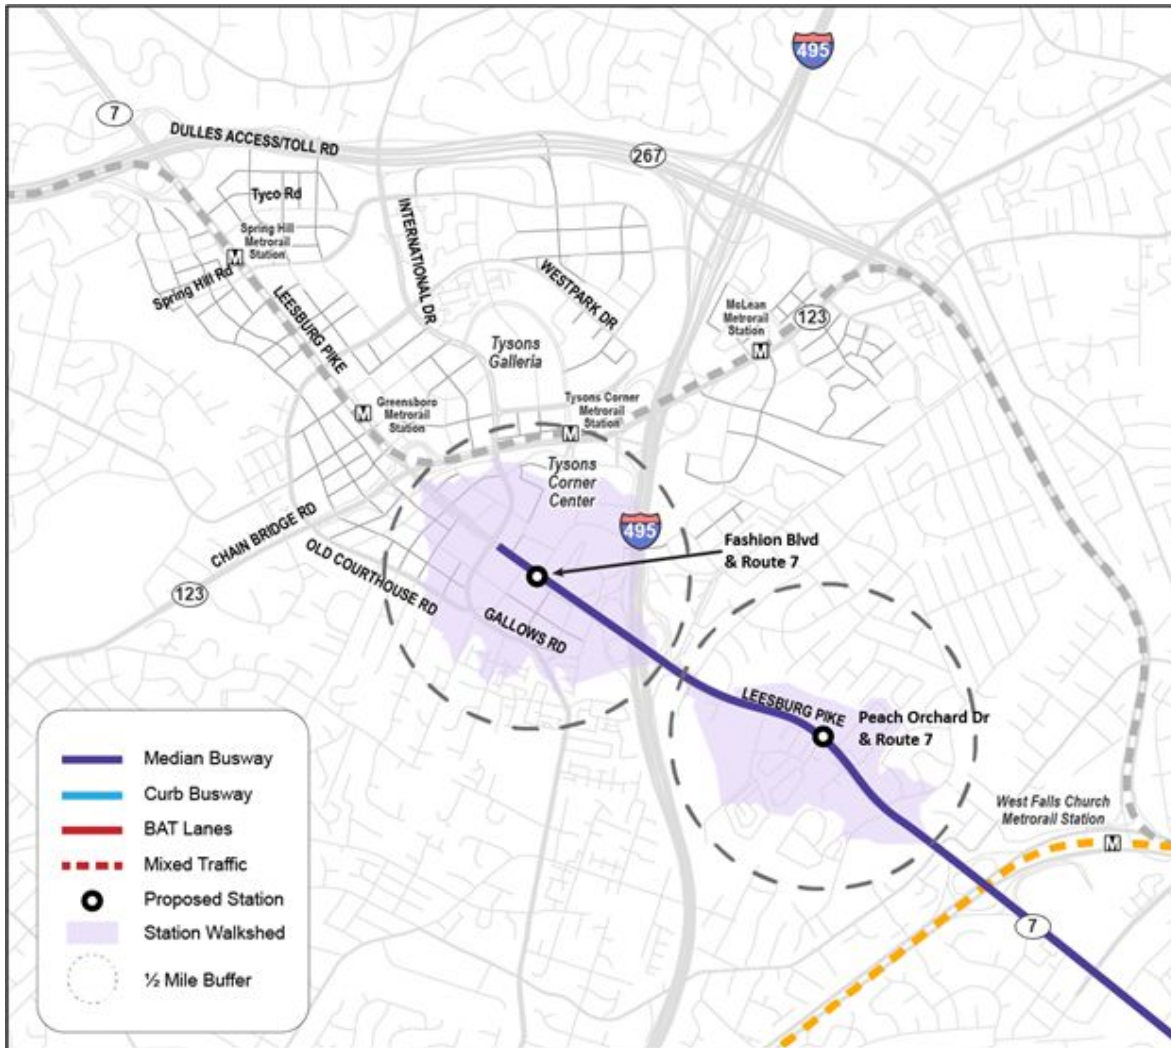 495
7
DULLES ACCESS/TOLL RD
267
Tyco Rd
Spring Hill
Metrorail
Station
M
Spring Hill Rd
INTERNATIONAL DR
WESTPARK DR
LEESBURG PIKE
McLean
Metrorail
Station
123
M
Tysons
Galleria
Greensboro
Metrorail
Station
M
Tysons Corner
Metrorail
Station
M
Tysons
Corner
Center
CHAIN BRIDGE RD
495
Fashion Blvd
& Route 7
OLD COURTHOUSE RD
123
GALLOWS RD
LEESBURG PIKE
Peach Orchard Dr
& Route 7
West Falls Church
Metrorail Station
M
7
Median Busway
Curb Busway
BAT Lanes
Mixed Traffic
Proposed Station
Station Walkshed
½ Mile Buffer